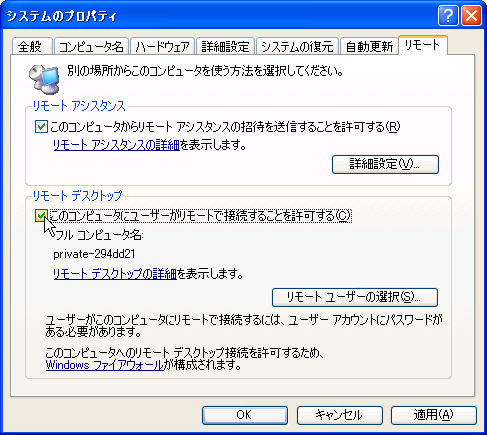 システムのプロパティ
全般 コンピュータ名 ハードウェア 詳細設定 システムの復元 自動更新 リモート
別の場所からこのコンピュータを使う方法を選択してください。
リモート アシスタンス
このコンピュータからリモート アシスタンスの招待を送信することを許可する(R)
リモート アシスタンスの詳細を表示します。
詳細設定(V)...
リモート デスクトップ
このコンピュータにユーザーがリモートで接続することを許可する(C)
フル コンピュータ名:
private-294dd21
リモート デスクトップの詳細を表示します。
リモート ユーザーの選択(S)...
ユーザーがこのコンピュータにリモートで接続するには、ユーザー アカウントにパスワードが
ある必要があります。
このコンピュータへのリモート デスクトップ接続を許可するため、
Windows ファイアウォールが構成されます。
OK キャンセル 適用(A)